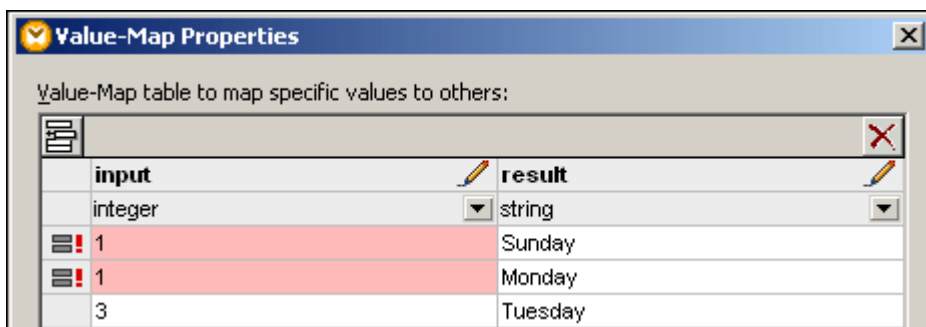 Value-Map Properties
Value-Map table to map specific values to others:
input result
integer string
1 Sunday
1 Monday
3 Tuesday